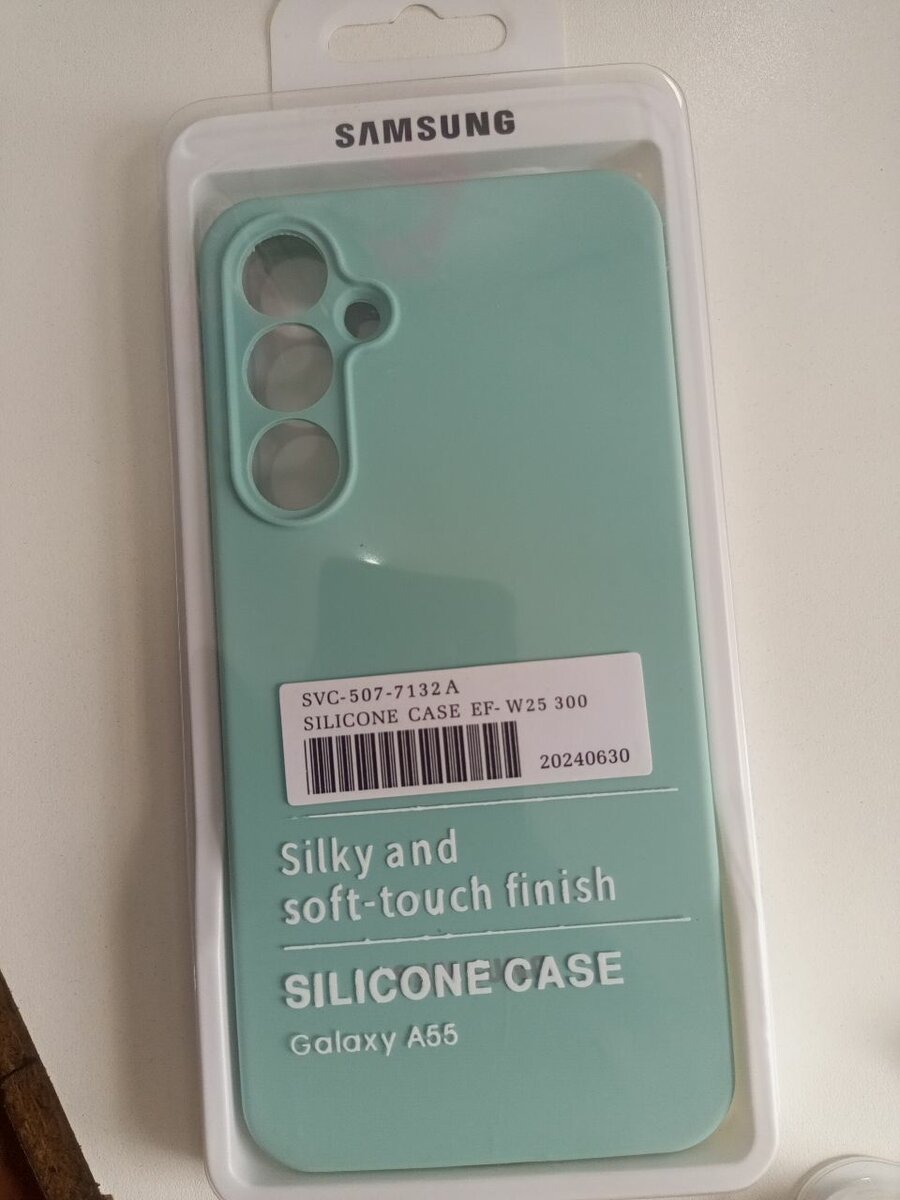 SAMSUNG
SVC-507-7132A
SILICONE CASE EF-W25 300
20240630
Silky and
soft-touch finish
SILICONE CASE
Galaxy A55